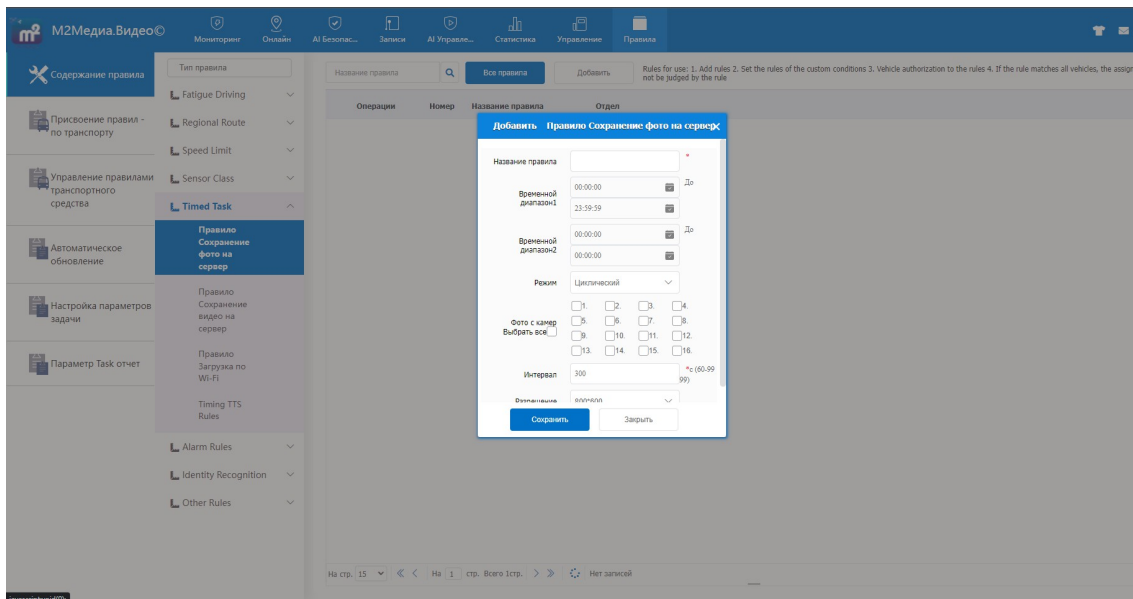 m2 М2Медиа.Видео©
Мониторинг
Онлайн
AI Безопас...
Записи
AI Управле...
Статистика
Управление
Правила
Содержание правила
Присвоение правил -
по транспорту
Управление правилами
транспортного
средства
Автоматическое
обновление
Настройка параметров
задачи
Параметр Task отчет
Тип правила
Fatigue Driving
Regional Route
Speed Limit
Sensor Class
Timed Task
Правило
Сохранение
фото на
сервер
Правило
Сохранение
видео на
сервер
Правило
Загрузка по
Wi-Fi
Timing TTS
Rules
Alarm Rules
Identity Recognition
Other Rules
Название правила
Все правила
Добавить
Rules for use: 1. Add rules 2. Set the rules of the custom conditions 3. Vehicle authorization to the rules 4. If the rule matches all vehicles, the assign
not be judged by the rule
Операции Номер Название правила Отдел
Добавить Правило Сохранение фото на сервер
Название правила *
Временной
диапазон1
00:00:00 До
23:59:59
Временной
диапазон2
00:00:00 До
00:00:00
Режим Циклический
Фото с камер
Выбрать все
1. 2. 3. 4.
5. 6. 7. 8.
9. 10. 11. 12.
13. 14. 15. 16.
Интервал 300 *с (60-99
99)
Разрешение 800*600
Сохранить Закрыть
На стр. 15 На 1 стр. Всего 1стр. Нет записей